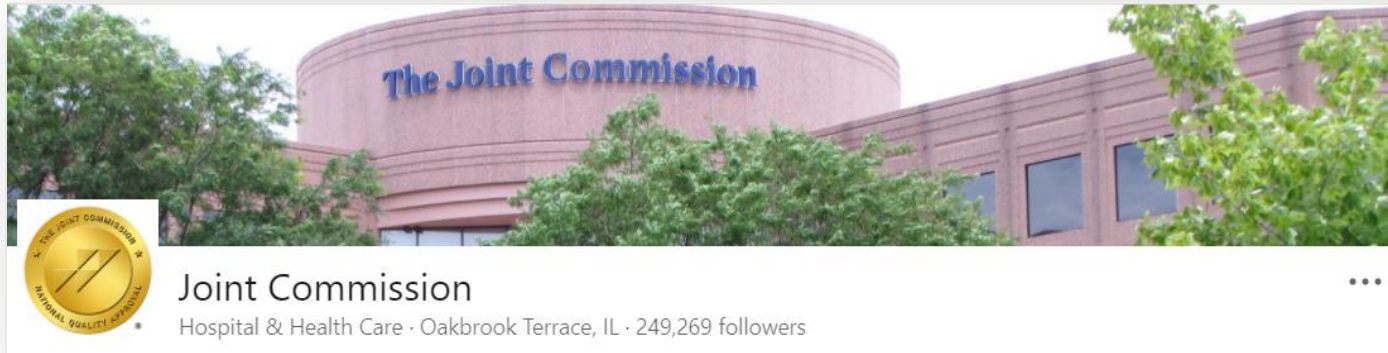 The Joint Commission
THE JOINT COMMISSION
NATIONAL QUALITY APPROVAL
®
Joint Commission
Hospital & Health Care · Oakbrook Terrace, IL · 249,269 followers